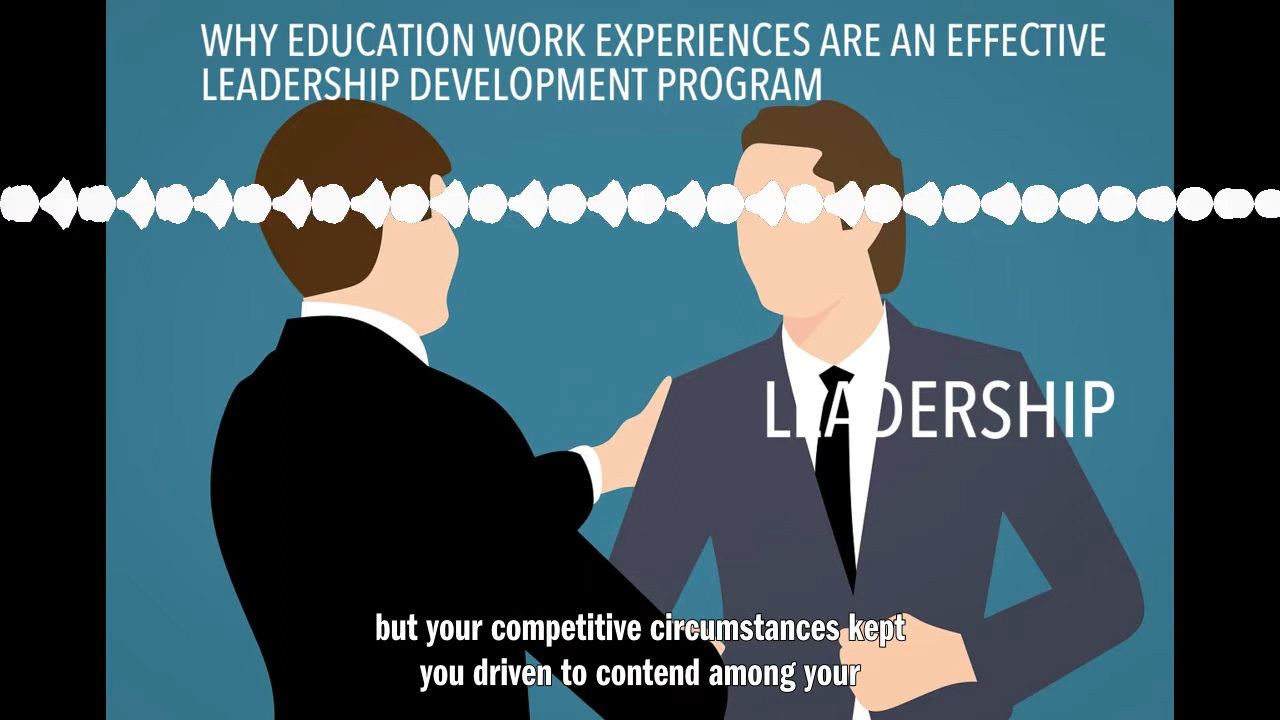 WHY EDUCATION WORK EXPERIENCES ARE AN EFFECTIVE
LEADERSHIP DEVELOPMENT PROGRAM
LEADERSHIP
but your competitive circumstances kept
you driven to contend among your